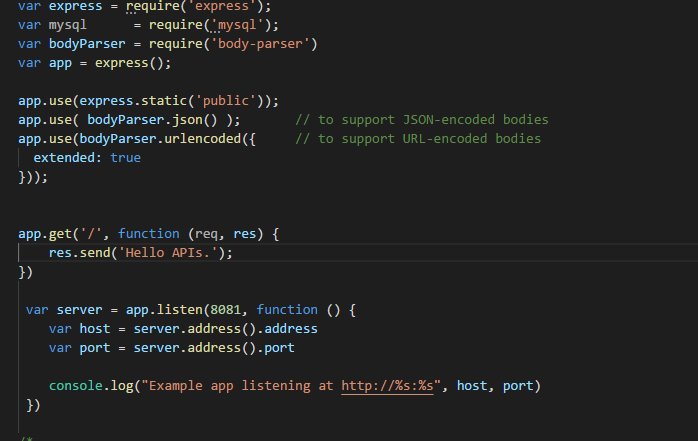 var express = require('express');
var mysql      = require('mysql');
var bodyParser = require('body-parser')
var app = express();
app.use(express.static('public'));
app.use( bodyParser.json() );       // to support JSON-encoded bodies
app.use(bodyParser.urlencoded({     // to support URL-encoded bodies
  extended: true
}));
app.get('/', function (req, res) {
    res.send('Hello APIs.');
})
 var server = app.listen(8081, function () {
    var host = server.address().address
    var port = server.address().port
    console.log("Example app listening at http://%s:%s", host, port)
 })
/*